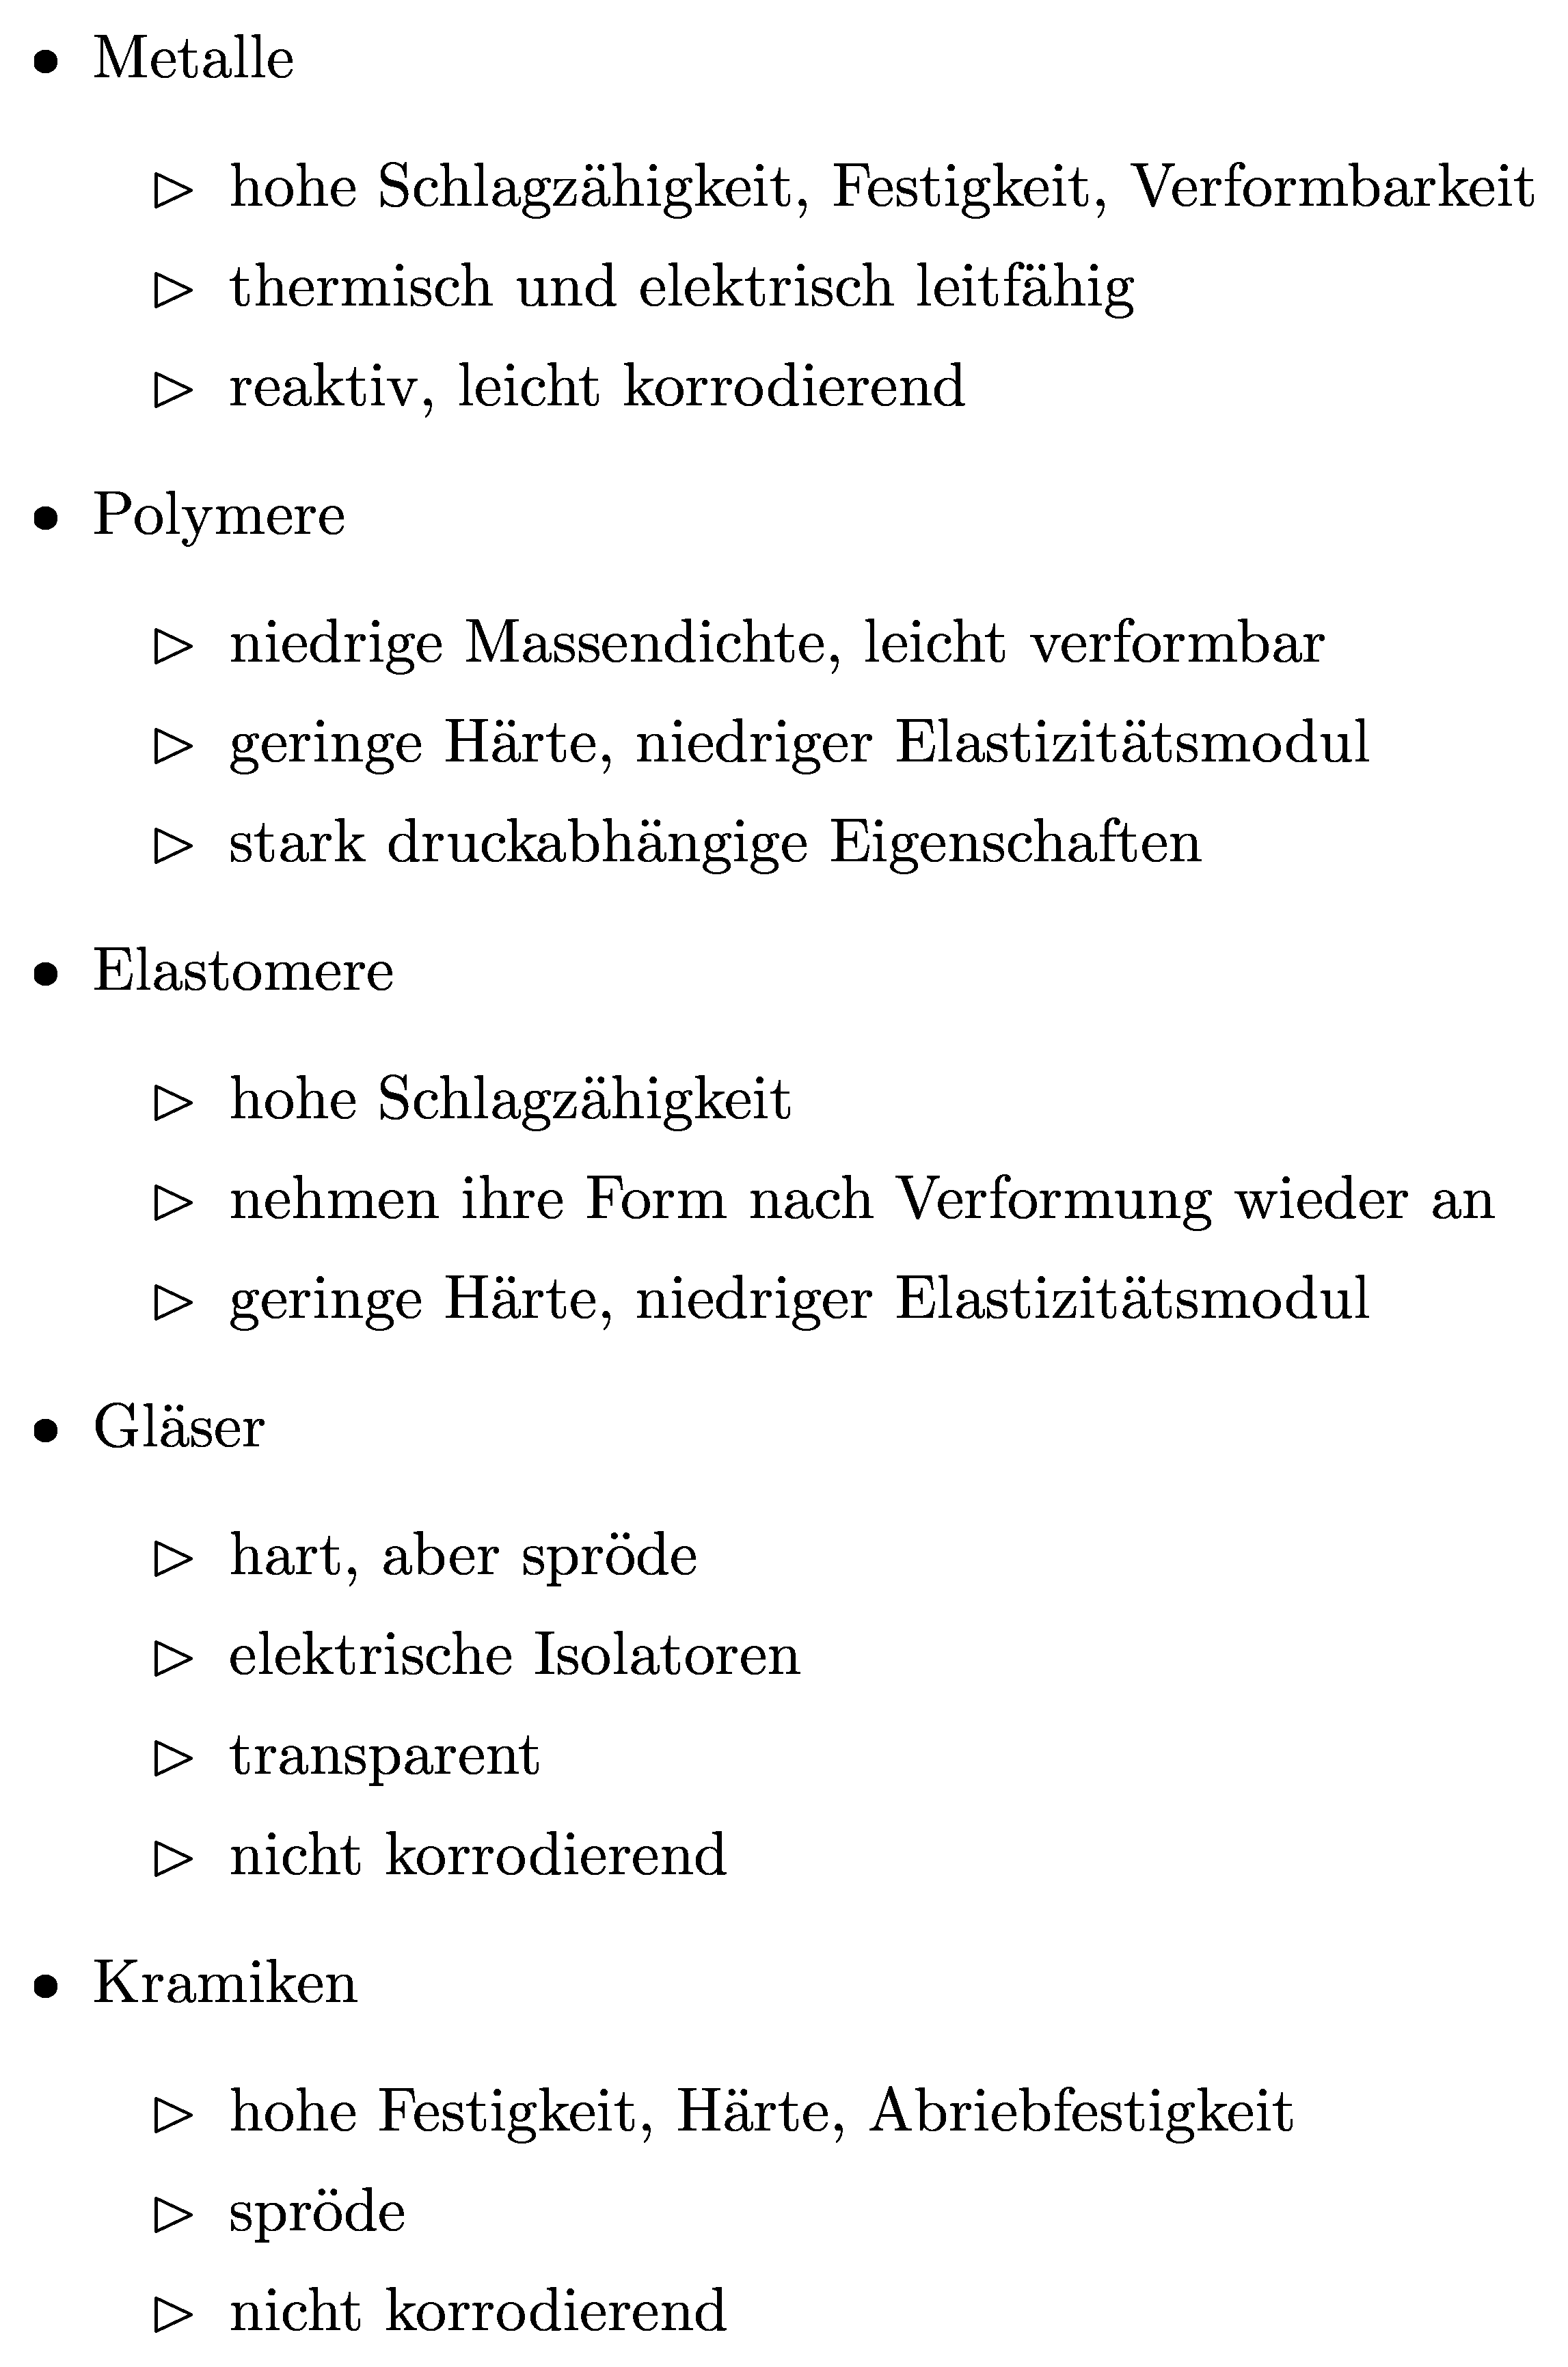 • Metalle
▷ hohe Schlagzähigkeit, Festigkeit, Verformbarkeit
▷ thermisch und elektrisch leitfähig
▷ reaktiv, leicht korrodierend
• Polymere
▷ niedrige Massendichte, leicht verformbar
▷ geringe Härte, niedriger Elastizitätsmodul
▷ stark druckabhängige Eigenschaften
• Elastomere
▷ hohe Schlagzähigkeit
▷ nehmen ihre Form nach Verformung wieder an
▷ geringe Härte, niedriger Elastizitätsmodul
• Gläser
▷ hart, aber spröde
▷ elektrische Isolatoren
▷ transparent
▷ nicht korrodierend
• Kramiken
▷ hohe Festigkeit, Härte, Abriebfestigkeit
▷ spröde
▷ nicht korrodierend